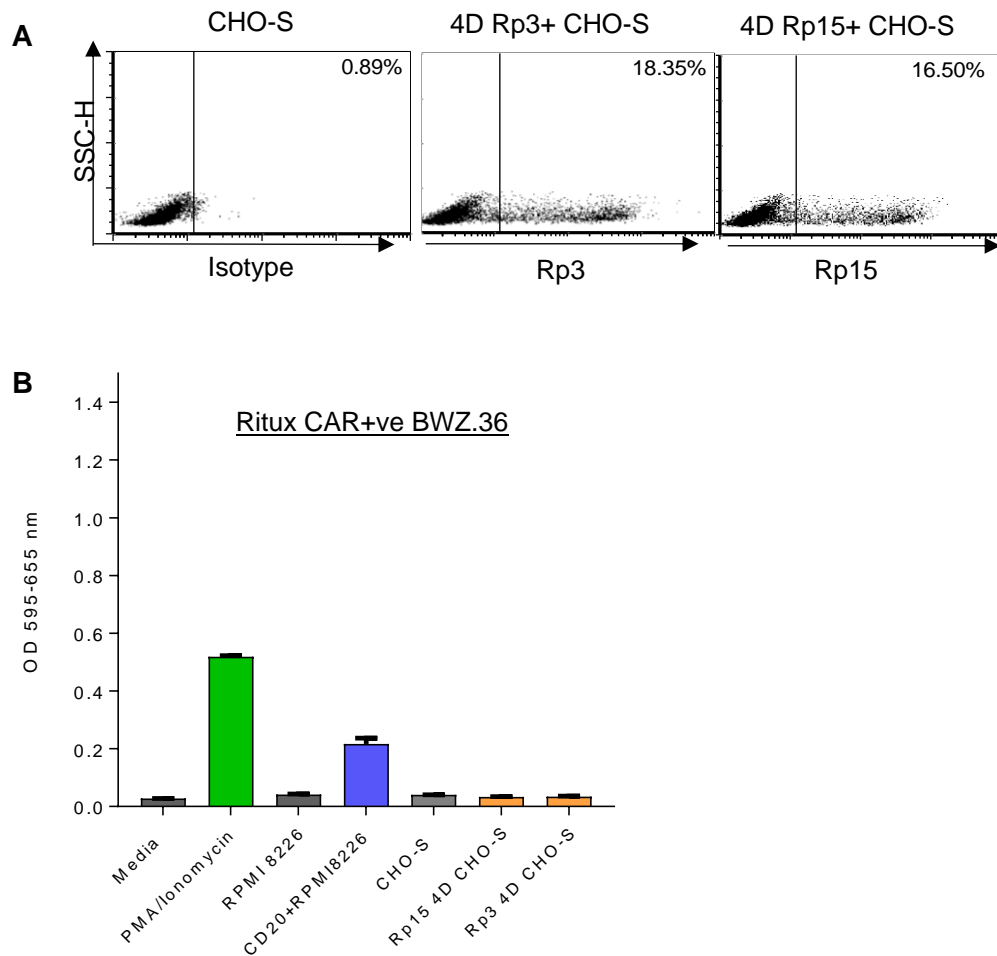 A
CHO-S
4D Rp3+ CHO-S
4D Rp15+ CHO-S
0.89%
18.35%
16.50%
SSC-H
Isotype
Rp3
Rp15
B
Ritux CAR+ve BWZ.36
OD 595-655 nm
1.4
1.2
1.0
0.8
0.6
0.4
0.2
0.0
Media
PMA/Ionomycin
RPMI 8226
CD20+RPMI8226
CHO-S
Rp15 4D CHO-S
Rp3 4D CHO-S